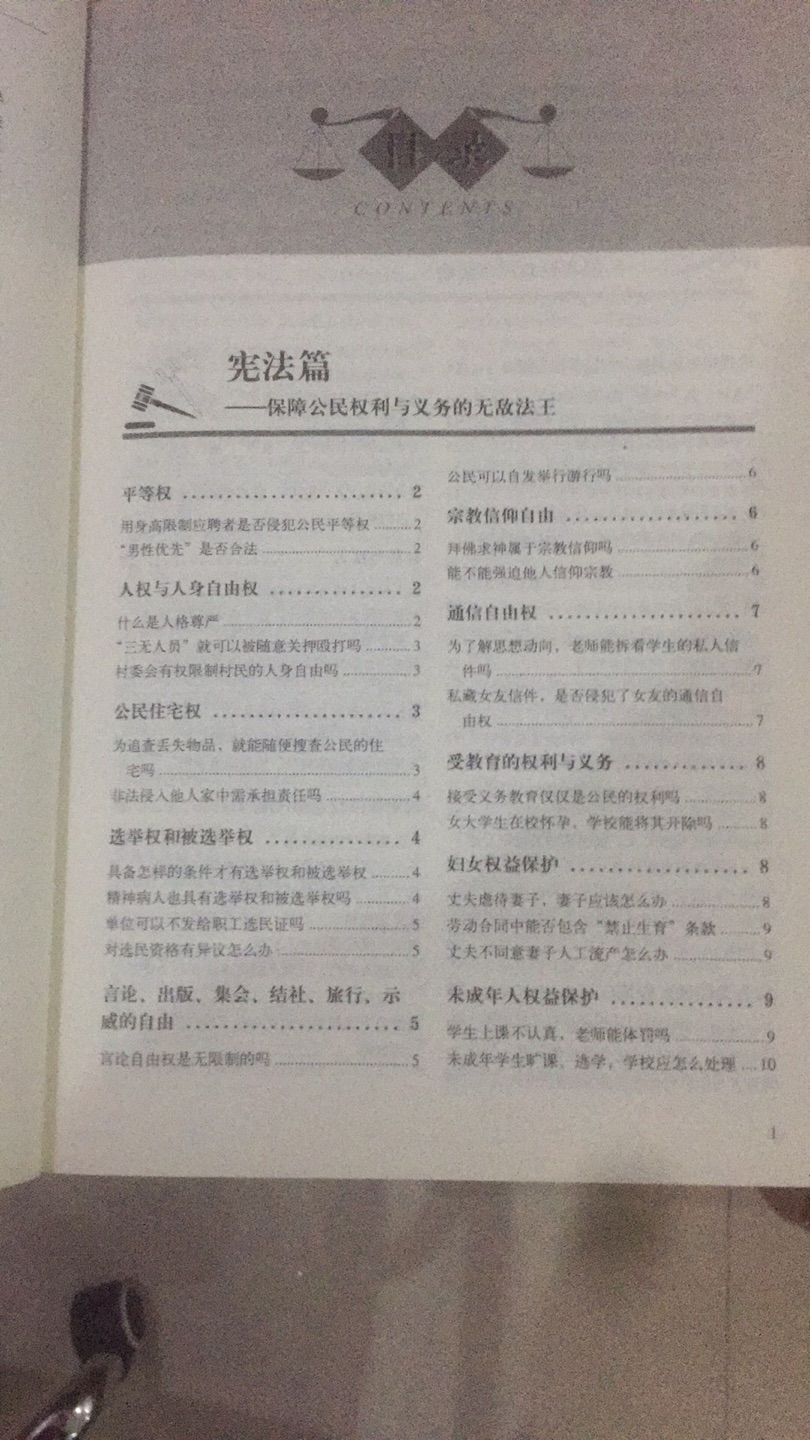 目录
CONTENTS
宪法篇
——保障公民权利与义务的无敌法王
平等权 ........................ 2
用身高限制应聘者是否侵犯公民平等权 ......... 2
“男性优先”是否合法 ......... 2
人权与人身自由权 .............. 2
什么是人格尊严 ......... 2
“三无人员”就可以被随意关押殴打吗 ......... 3
村委会有权限制村民的人身自由吗 ......... 3
公民住宅权 .................... 3
为追查丢失物品，就能随便搜查公民的住
宅吗 ......... 3
非法侵入他人家中需承担责任吗 ......... 4
选举权和被选举权 .............. 4
具备怎样的条件才有选举权和被选举权 ......... 4
精神病人也具有选举权和被选举权吗 ......... 4
单位可以不发给职工选民证吗 ......... 5
对选民资格有异议怎么办 ......... 5
言论、出版、集会、结社、旅行、示
威的自由 ...................... 5
言论自由权是无限制的吗 ......... 5
公民可以自发举行游行吗 ......... 6
宗教信仰自由 .................. 6
拜佛求神属于宗教信仰吗 ......... 6
能不能强迫他人信仰宗教 ......... 6
通信自由权 .................... 7
为了解思想动向，老师能拆看学生的私人信
件吗 ......... 7
私藏女友信件，是否侵犯了女友的通信自
由权 ......... 7
受教育的权利与义务 ............. 8
接受义务教育仅仅是公民的权利吗 ......... 8
女大学生在校怀孕，学校能将其开除吗 ......... 8
妇女权益保护 .................. 8
丈夫虐待妻子，妻子应该怎么办 ......... 8
劳动合同中能否包含“禁止生育”条款 ......... 9
丈夫不同意妻子人工流产怎么办 ......... 9
未成年人权益保护 .............. 9
学生上课不认真，老师能体罚吗 ......... 9
未成年学生旷课、逃学，学校应怎么处理 .... 10
1